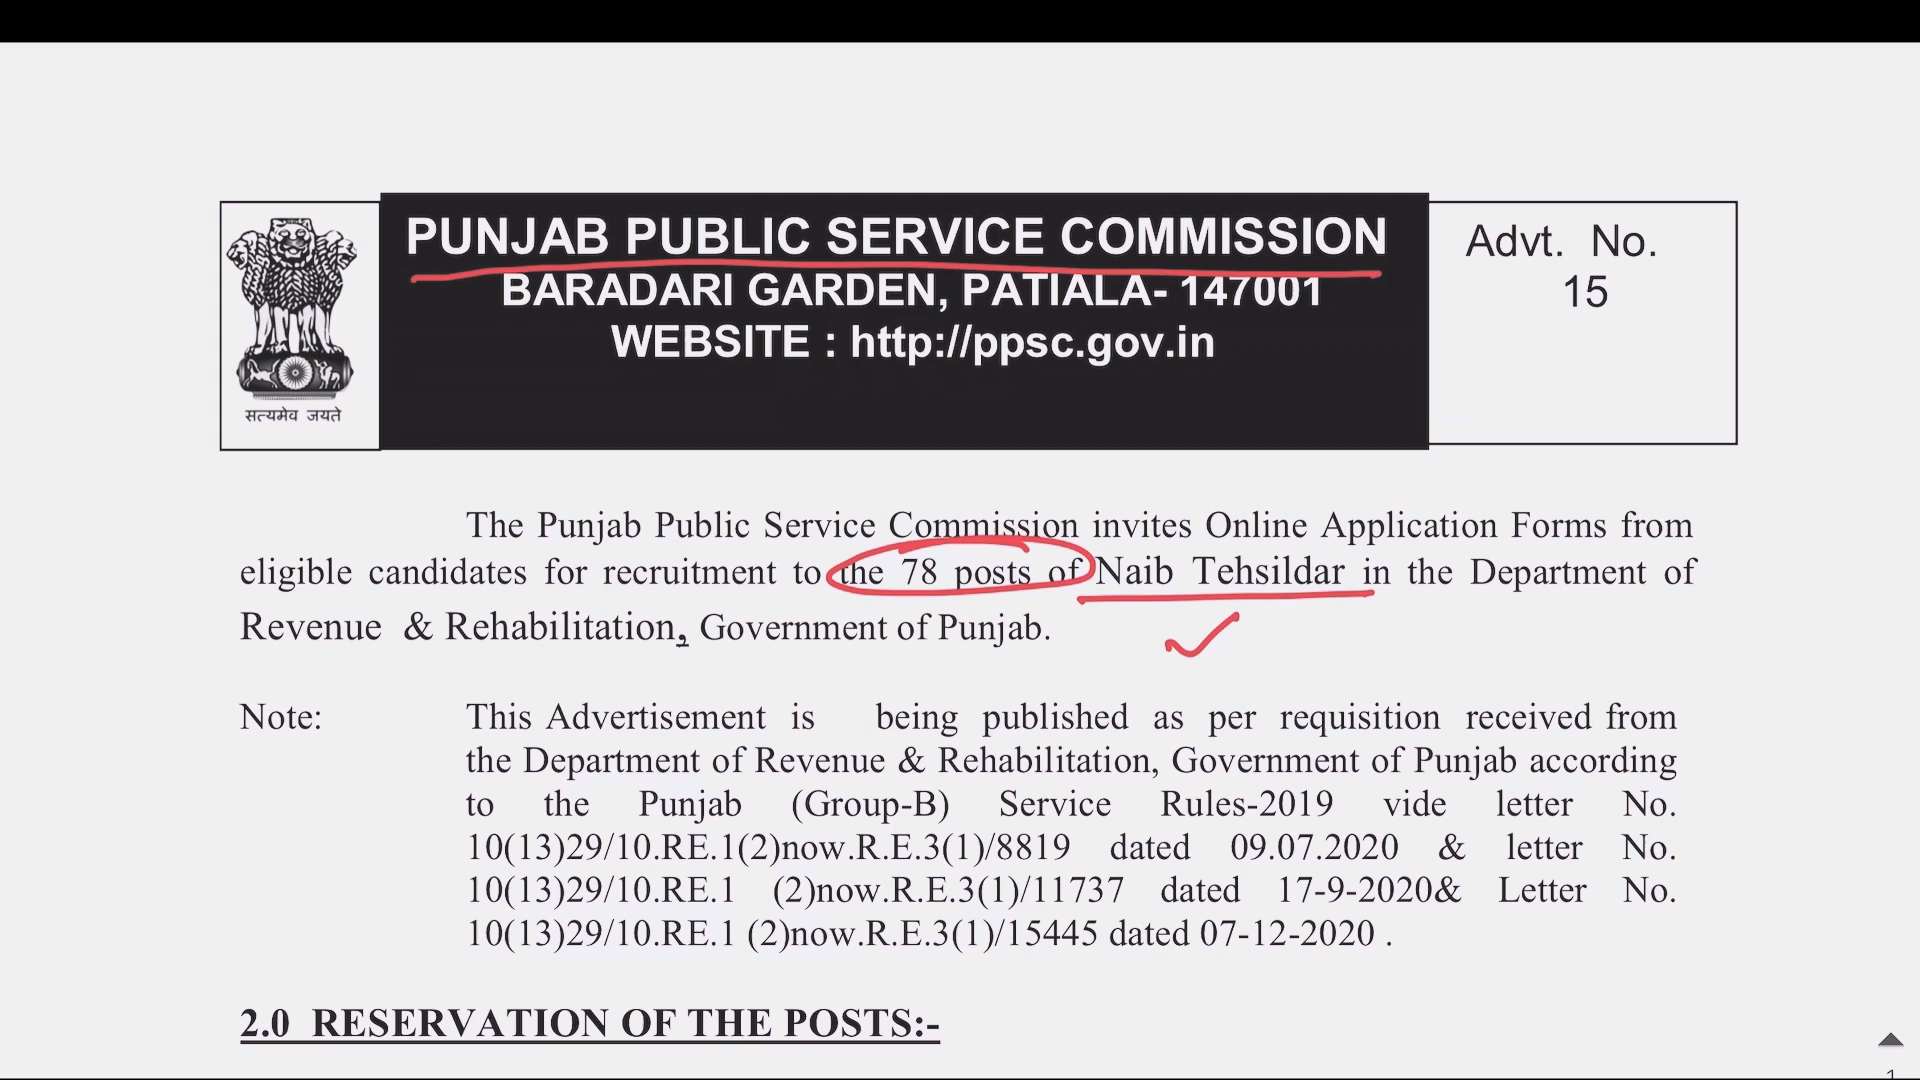 PUNJAB PUBLIC SERVICE COMMISSION
BARADARI GARDEN, PATIALA- 147001
WEBSITE : http://ppsc.gov.in
Advt. No.
15
सत्यमेव जयते
The Punjab Public Service Commission invites Online Application Forms from
eligible candidates for recruitment to the 78 posts of Naib Tehsildar in the Department of
Revenue & Rehabilitation, Government of Punjab.
Note: This Advertisement is being published as per requisition received from
the Department of Revenue & Rehabilitation, Government of Punjab according
to the Punjab (Group-B) Service Rules-2019 vide letter No.
10(13)29/10.RE.1(2)now.R.E.3(1)/8819 dated 09.07.2020 & letter No.
10(13)29/10.RE.1 (2)now.R.E.3(1)/11737 dated 17-9-2020& Letter No.
10(13)29/10.RE.1 (2)now.R.E.3(1)/15445 dated 07-12-2020 .
2.0 RESERVATION OF THE POSTS:-